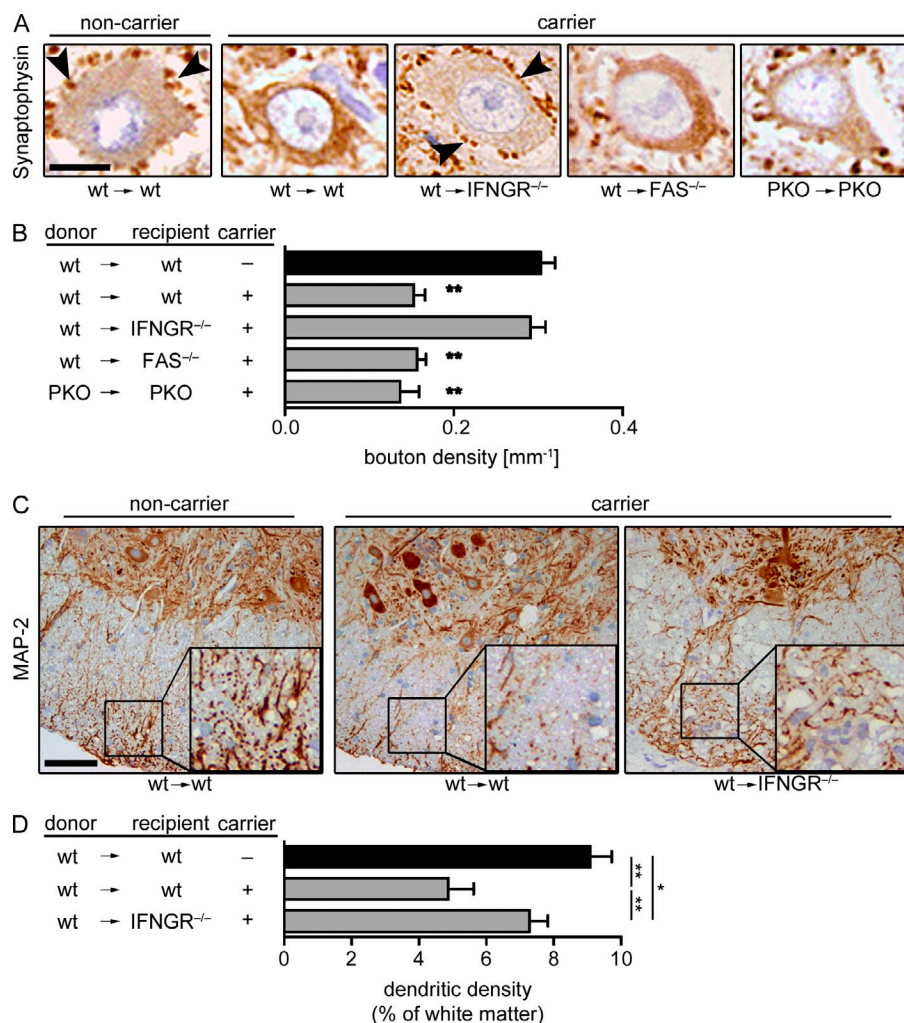 A
non-carrier carrier
Synaptophysin
wt → wt wt → wt wt → IFNGR⁻/⁻ wt → FAS⁻/⁻ PKO → PKO
B
donor recipient carrier
wt → wt –
wt → wt + **
wt → IFNGR⁻/⁻ +
wt → FAS⁻/⁻ + **
PKO → PKO + **
0.0 0.2 0.4
bouton density [mm⁻¹]
C
non-carrier carrier
MAP-2
wt → wt wt → wt wt → IFNGR⁻/⁻
D
donor recipient carrier
wt → wt –
wt → wt +
wt → IFNGR⁻/⁻ +
** ** *
0 2 4 6 8 10
dendritic density
(% of white matter)